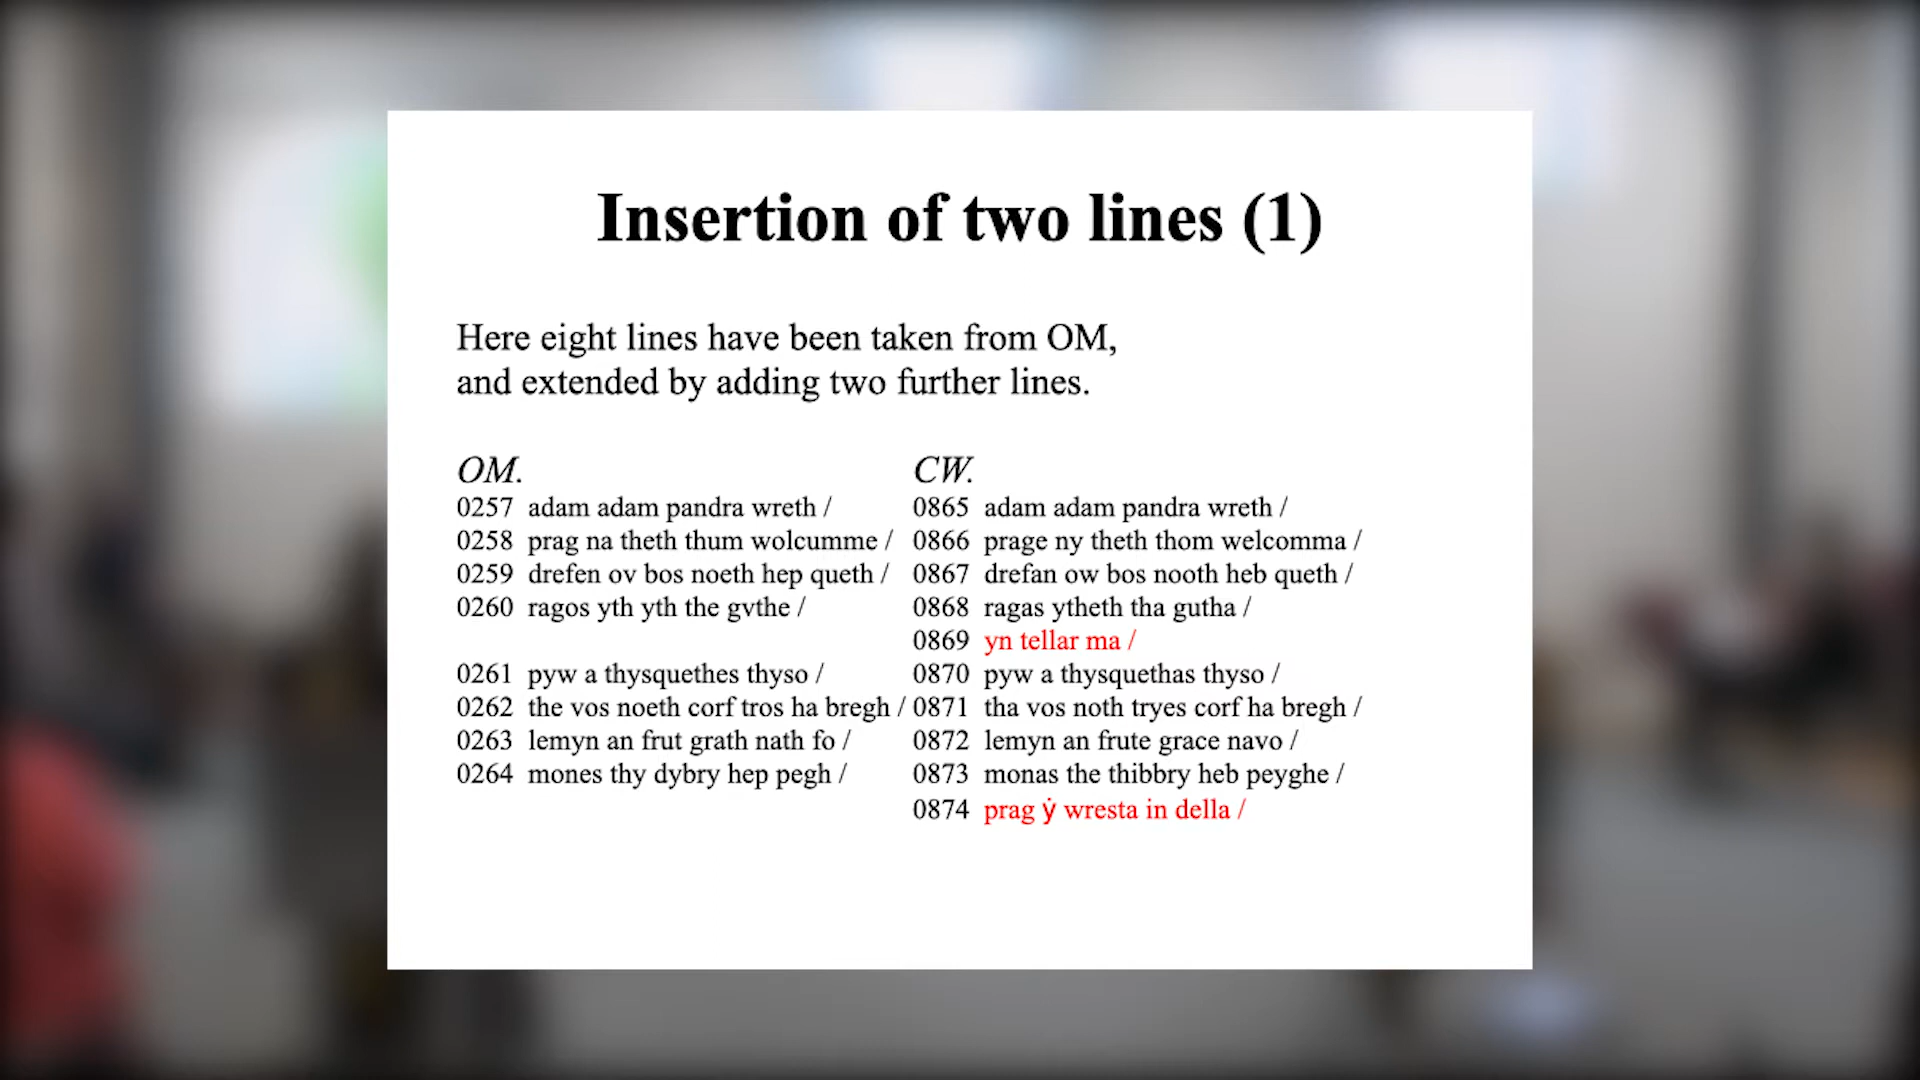 Insertion of two lines (1)
Here eight lines have been taken from OM,
and extended by adding two further lines.
OM.
0257 adam adam pandra wreth /
0258 prag na theth thum wolcumme /
0259 drefen ov bos noeth hep queth /
0260 ragos yth yth the gvthe /
0261 pyw a thysquethes thyso /
0262 the vos noeth corf tros ha bregh /
0263 lemyn an frut grath nath fo /
0264 mones thy dybry hep pegh /
CW.
0865 adam adam pandra wreth /
0866 prage ny theth thom welcomma /
0867 drefan ow bos nooth heb queth /
0868 ragas ytheth tha gutha /
0869 yn tellar ma /
0870 pyw a thysquethas thyso /
0871 tha vos noth tryes corf ha bregh /
0872 lemyn an frute grace navo /
0873 monas the thibbry heb peyghe /
0874 prag ẏ wresta in della /